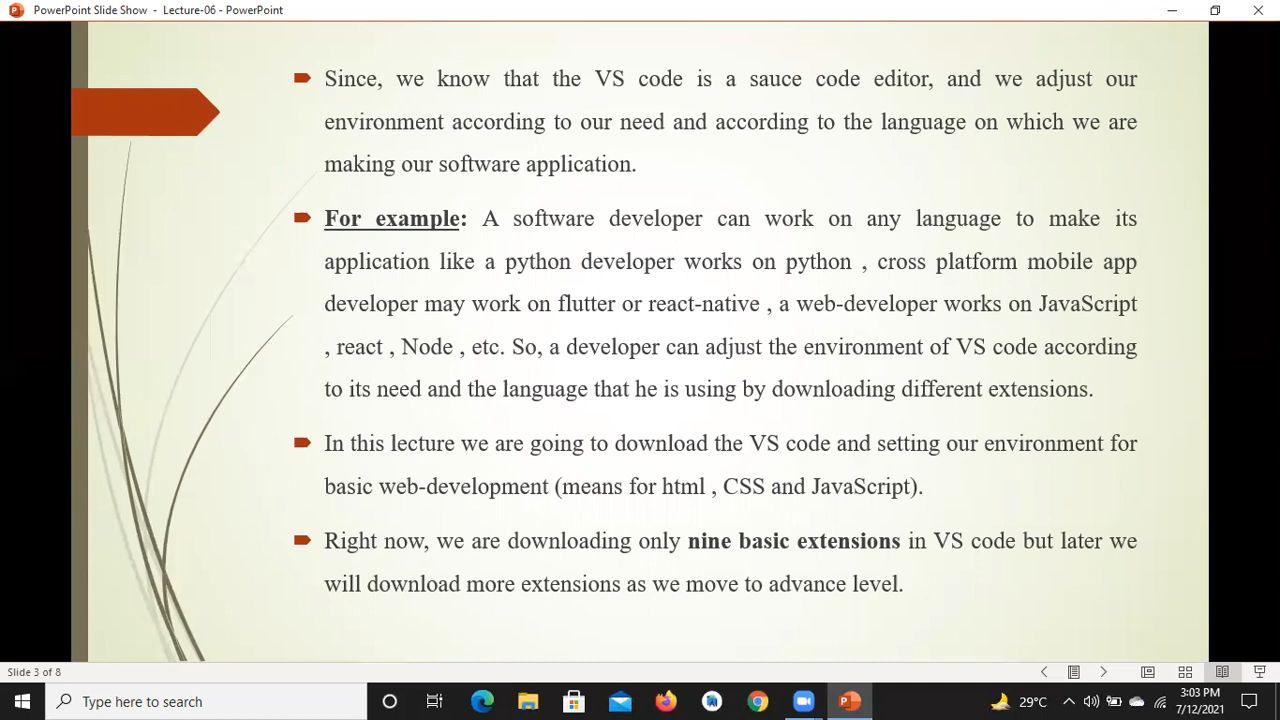 PowerPoint Slide Show - Lecture-06 - PowerPoint
Since, we know that the VS code is a sauce code editor, and we adjust our
environment according to our need and according to the language on which we are
making our software application.
For example: A software developer can work on any language to make its
application like a python developer works on python , cross platform mobile app
developer may work on flutter or react-native , a web-developer works on JavaScript
, react , Node , etc. So, a developer can adjust the environment of VS code according
to its need and the language that he is using by downloading different extensions.
In this lecture we are going to download the VS code and setting our environment for
basic web-development (means for html , CSS and JavaScript).
Right now, we are downloading only nine basic extensions in VS code but later we
will download more extensions as we move to advance level.
Slide 3 of 8
Type here to search
29°C
3:03 PM
7/12/2021